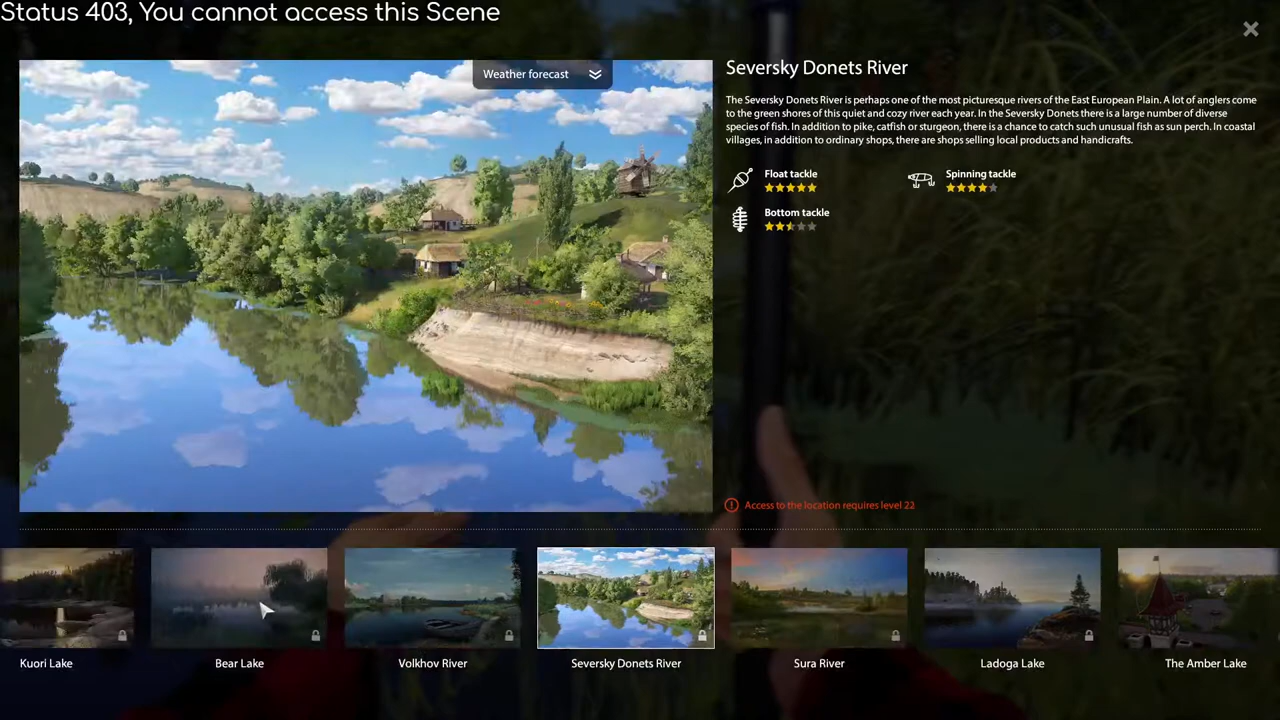 Status 403, You cannot access this Scene
Weather forecast
Seversky Donets River
The Seversky Donets River is perhaps one of the most picturesque rivers of the East European Plain. A lot of anglers come
to the green shores of this quiet and cozy river each year. In the Seversky Donets there is a large number of diverse
species of fish. In addition to pike, catfish or sturgeon, there is a chance to catch such unusual fish as sun perch. In coastal
villages, in addition to ordinary shops, there are shops selling local products and handicrafts.
Float tackle
Spinning tackle
Bottom tackle
Access to the location requires level 22
Kuori Lake
Bear Lake
Volkhov River
Seversky Donets River
Sura River
Ladoga Lake
The Amber Lake